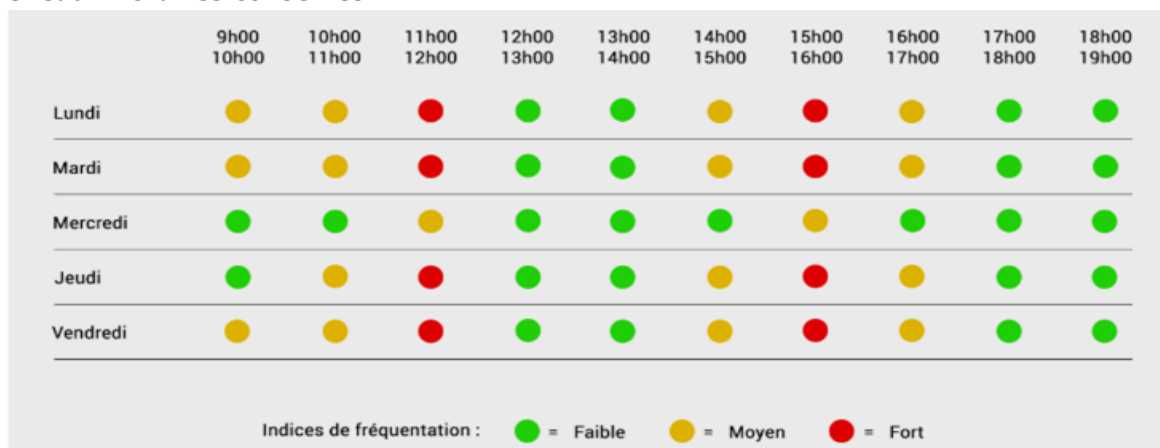 9h00 10h00 11h00 12h00 13h00 14h00 15h00 16h00 17h00 18h00
10h00 11h00 12h00 13h00 14h00 15h00 16h00 17h00 18h00 19h00
Lundi
Mardi
Mercredi
Jeudi
Vendredi
Indices de fréquentation : = Faible = Moyen = Fort